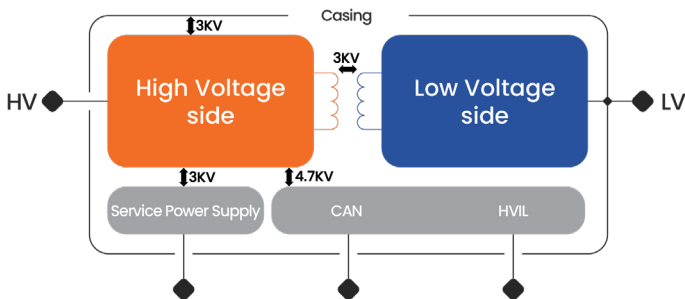 Casing
3KV
3KV
HV
High Voltage
side
Low Voltage
side
LV
3KV
4.7KV
Service Power Supply
CAN
HVIL